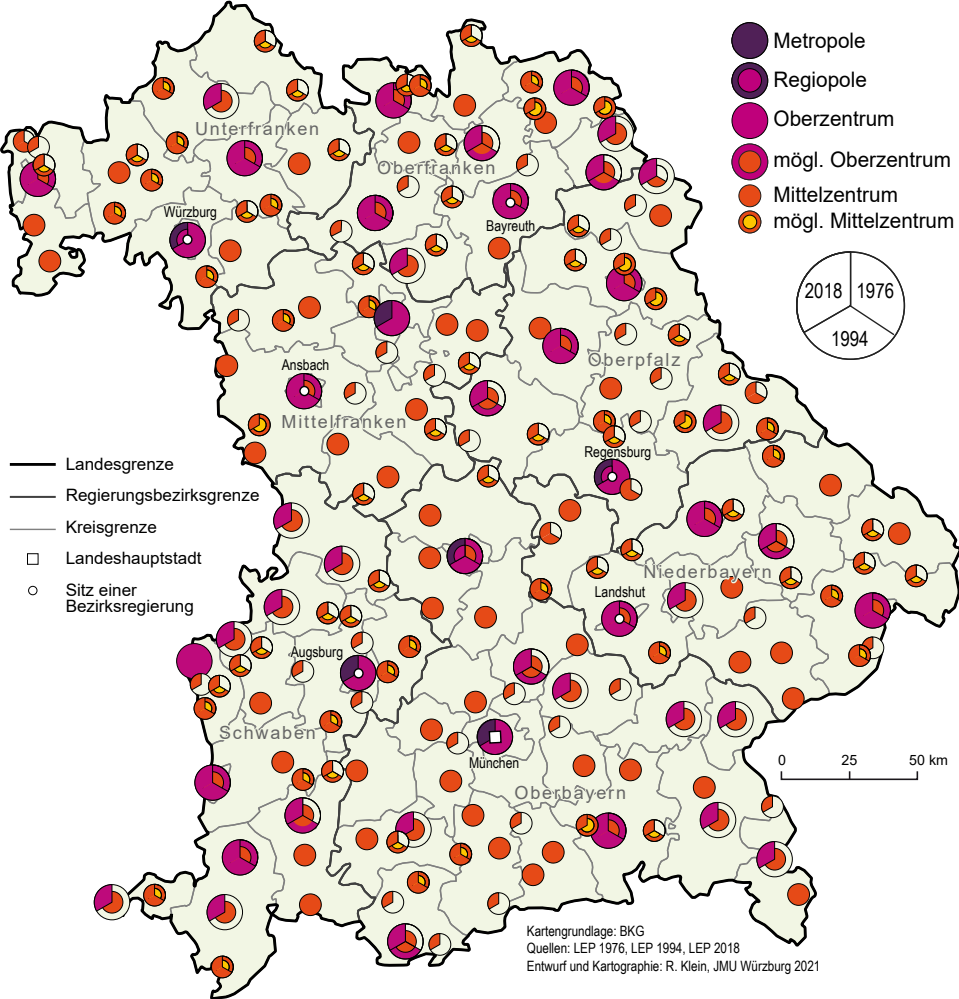 Metropole
Regiopole
Oberzentrum
mögl. Oberzentrum
Mittelzentrum
mögl. Mittelzentrum
2018
1976
1994
Unterfranken
Oberfranken
Würzburg
Bayreuth
Ansbach
Oberpfalz
Mittelfranken
Regensburg
Landesgrenze
Regierungsbezirksgrenze
Kreisgrenze
Landeshauptstadt
Sitz einer
Bezirksregierung
Niederbayern
Landshut
Augsburg
Schwaben
München
Oberbayern
0 25 50 km
Kartengrundlage: BKG
Quellen: LEP 1976, LEP 1994, LEP 2018
Entwurf und Kartographie: R. Klein, JMU Würzburg 2021